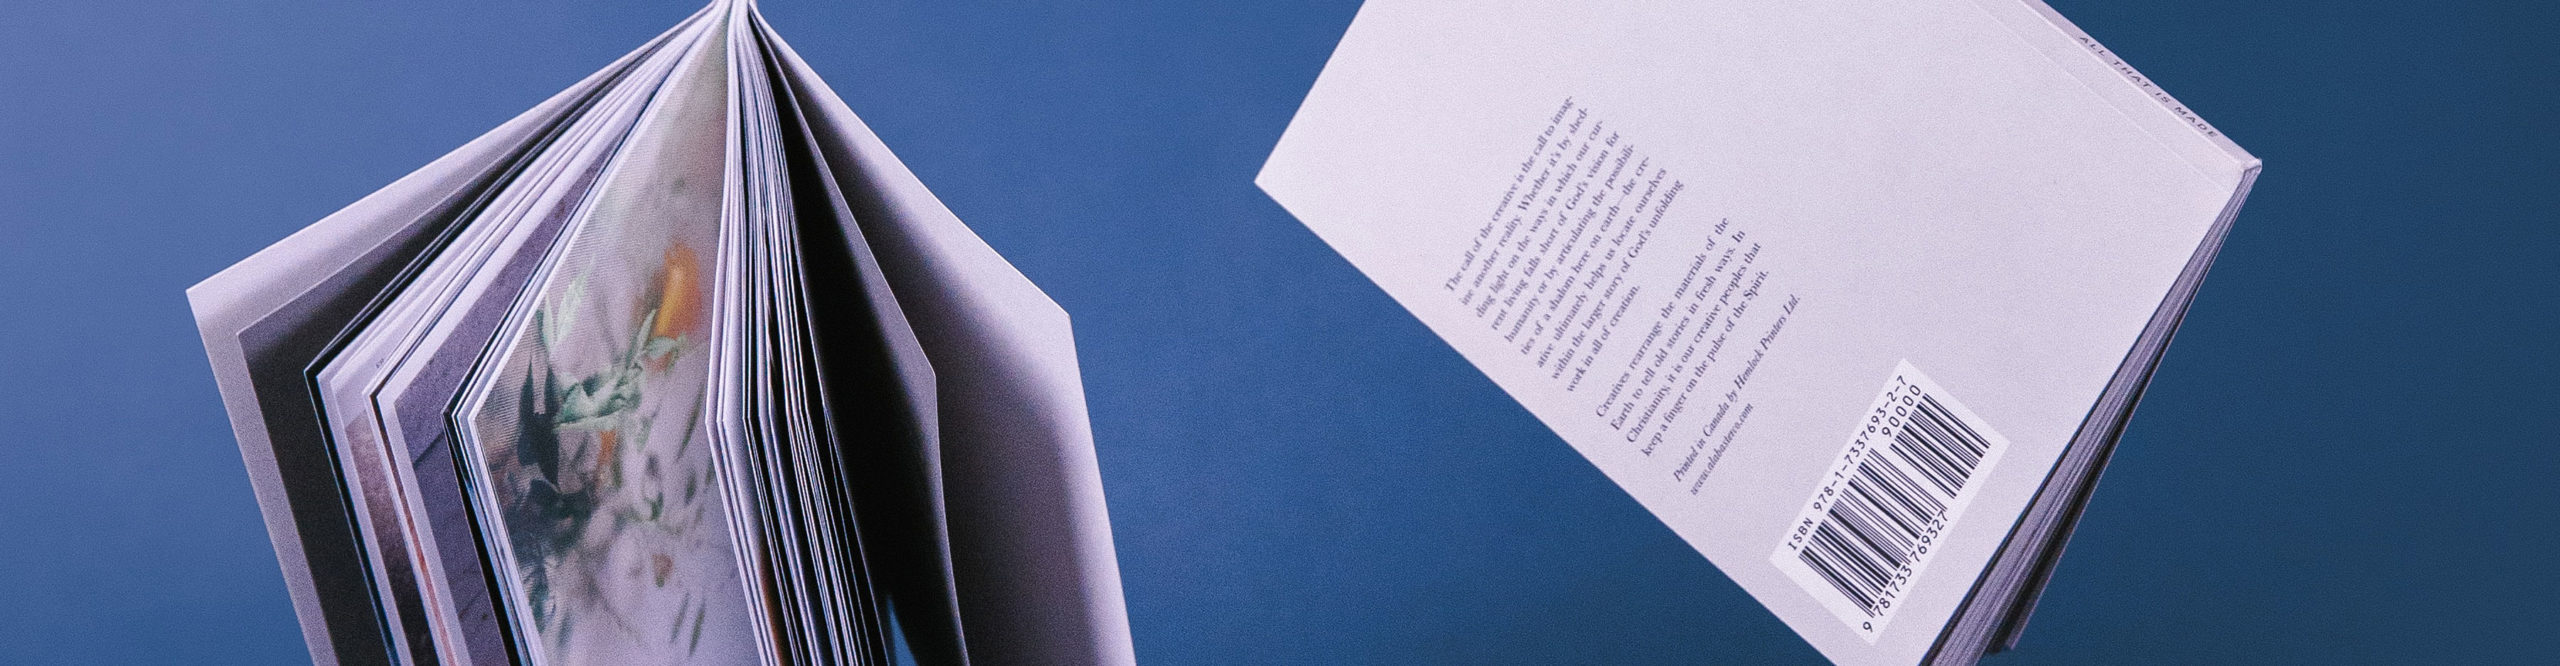 ALL THAT IS MADE
The call of the creative is the call to imag-
ine another reality. Whether it's by shed-
ding light on the ways in which our cur-
rent living falls short of God's vision for
humanity or by articulating the possibili-
ties of a shalom here on earth—the cre-
ative ultimately helps us locate ourselves
within the larger story of God's unfolding
work in all of creation.
Creatives rearrange the materials of the
Earth to tell old stories in fresh ways. In
Christianity, it is our creative peoples that
keep a finger on the pulse of the Spirit.
Printed in Canada by Hemlock Printers Ltd.
www.alabasterco.com
ISBN 978-1-7337693-2-7
90000
9 781733 769327